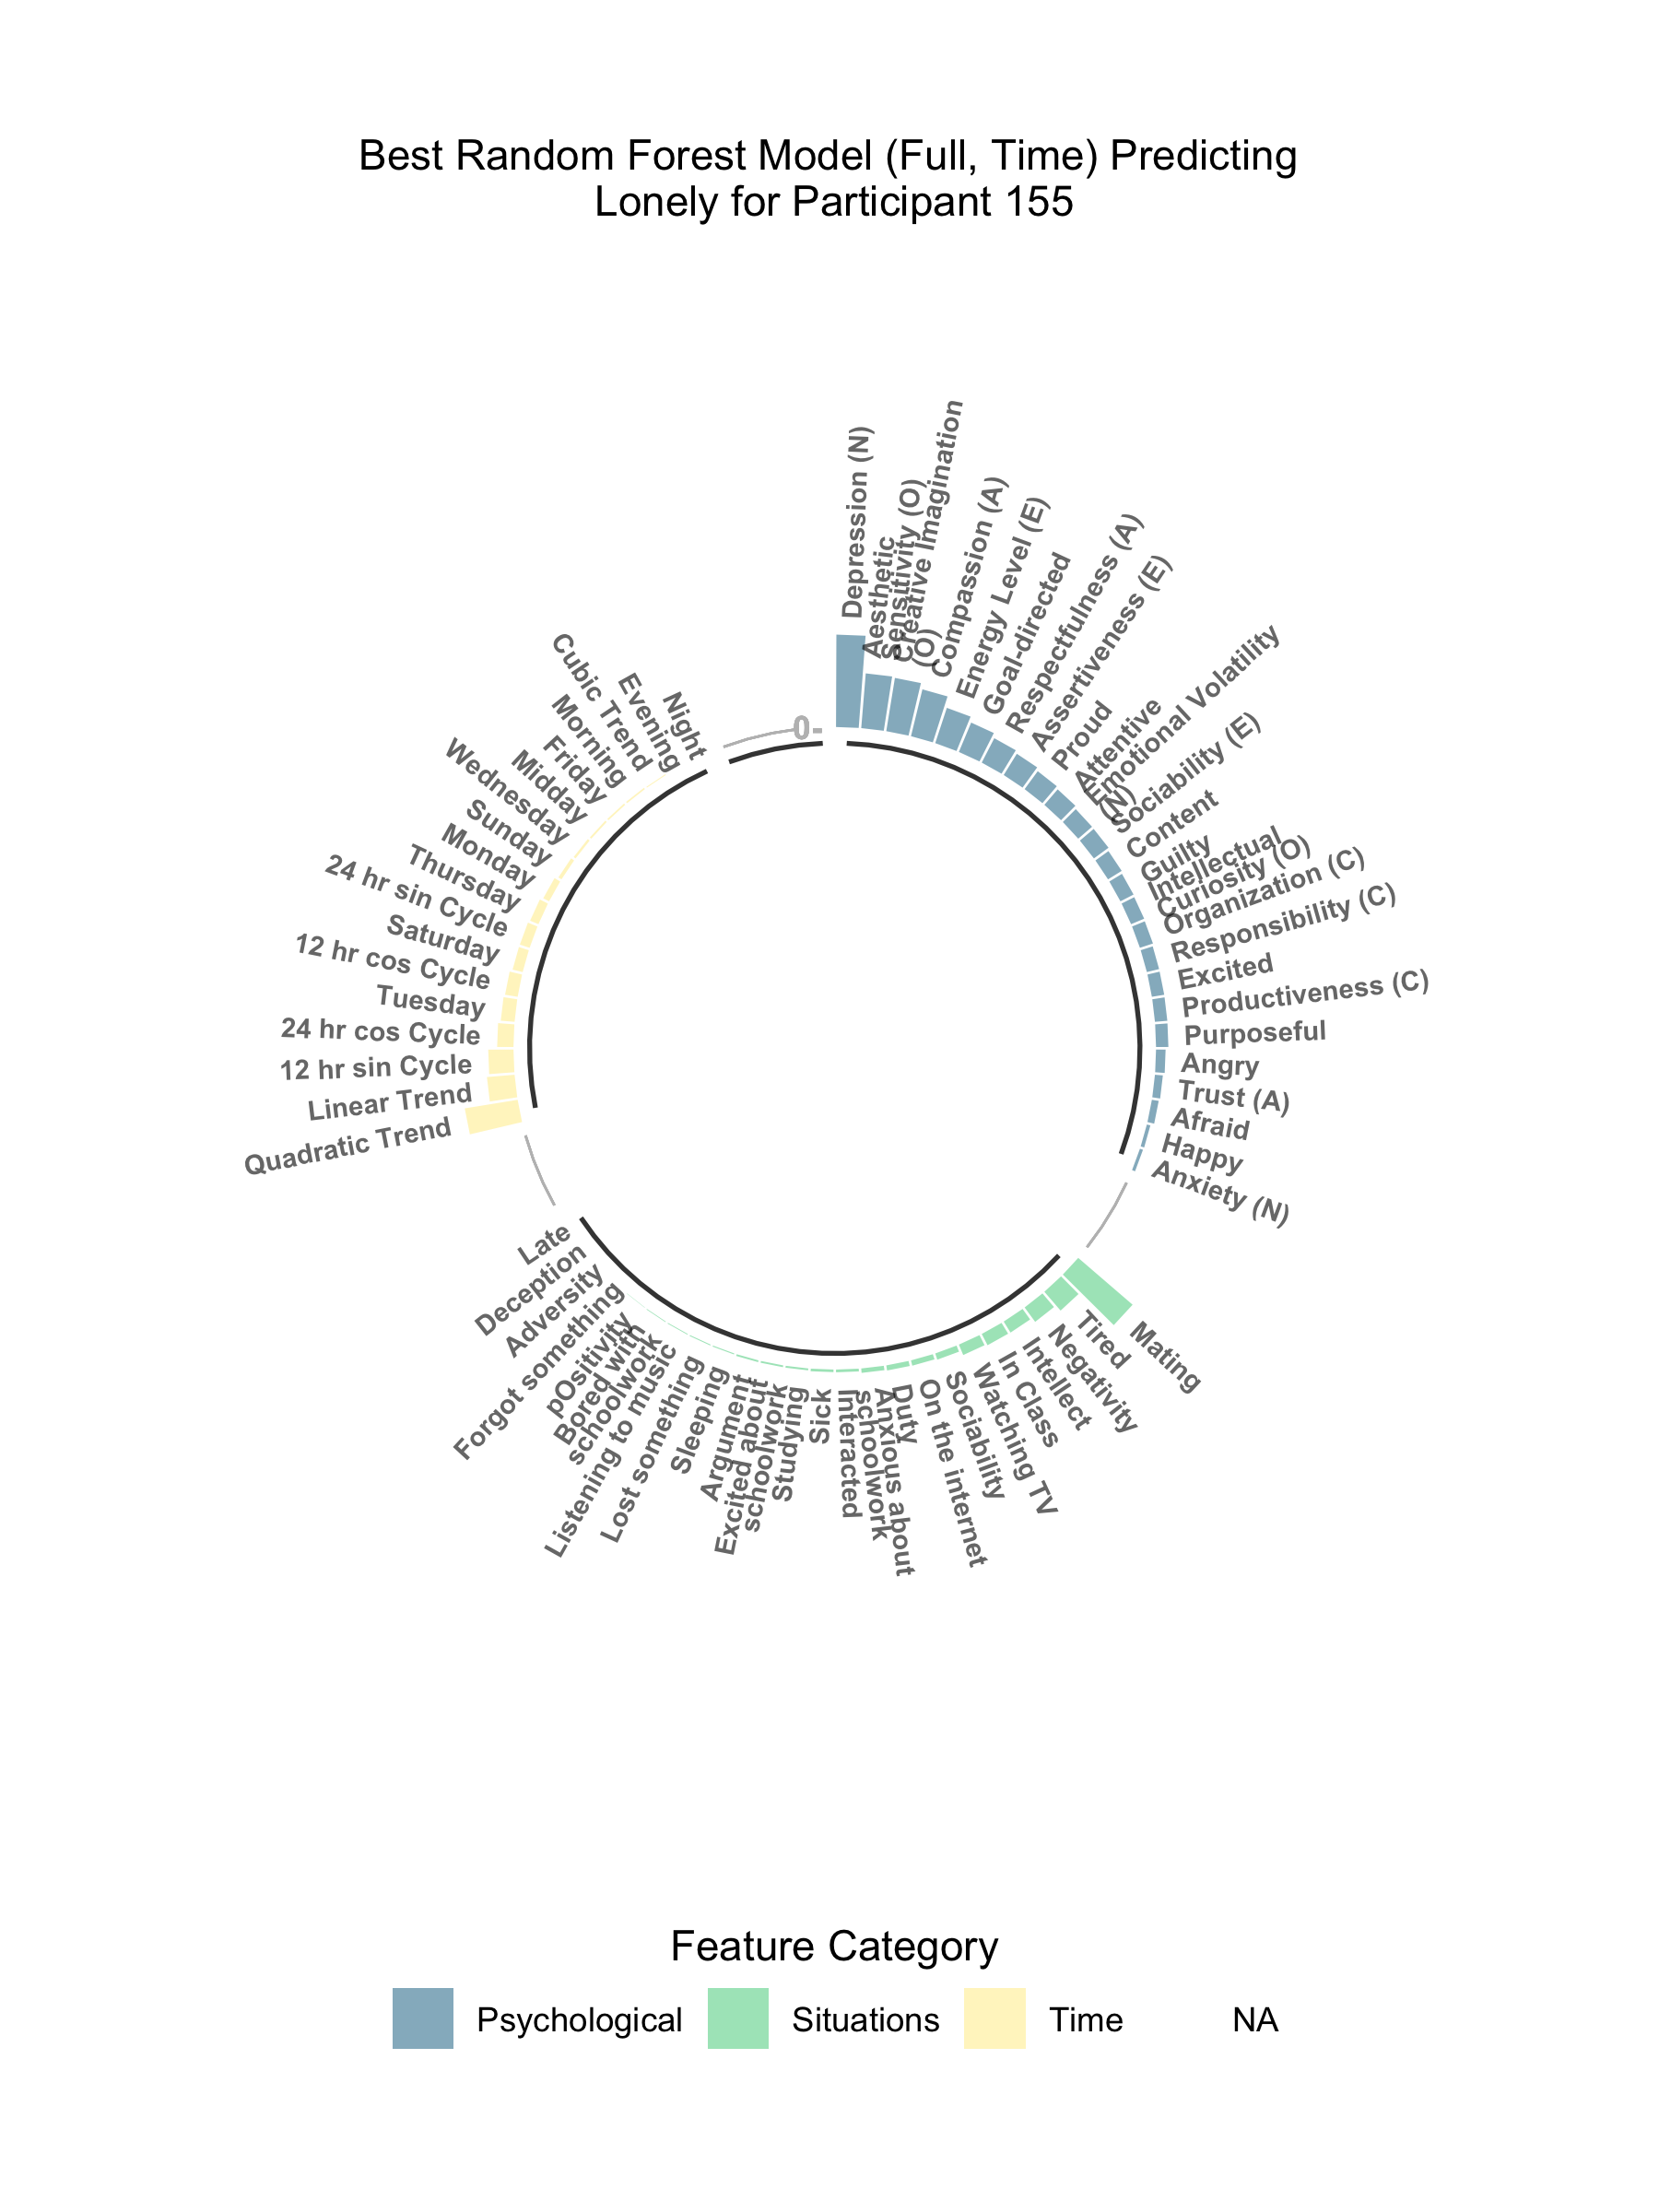 Best Random Forest Model (Full, Time) Predicting
Lonely for Participant 155
0-
Depression (N)
Aesthetic
Sensitivity (O)
Creative Imagination
(O)
Compassion (A)
Energy Level (E)
Goal-directed
Respectfulness (A)
Assertiveness (E)
Proud
Attentive
Emotional Volatility
(N)
Sociability (E)
Content
Guilty
Intellectual
Curiosity (O)
Organization (C)
Responsibility (C)
Excited
Productiveness (C)
Purposeful
Angry
Trust (A)
Afraid
Happy
Anxiety (N)
Mating
Tired
Negativity
Intellect
In Class
Watching TV
Sociability
On the internet
Duty
Anxious about
schoolwork
Interacted
Sick
Studying
Excited about
schoolwork
Argument
Sleeping
Lost something
Listening to music
Bored with
schoolwork
pOsitivity
Forgot something
Adversity
Deception
Late
Quadratic Trend
Linear Trend
12 hr sin Cycle
24 hr cos Cycle
Tuesday
12 hr cos Cycle
Saturday
24 hr sin Cycle
Thursday
Monday
Sunday
Wednesday
Midday
Friday
Morning
Cubic Trend
Evening
Night
Feature Category
Psychological
Situations
Time
NA